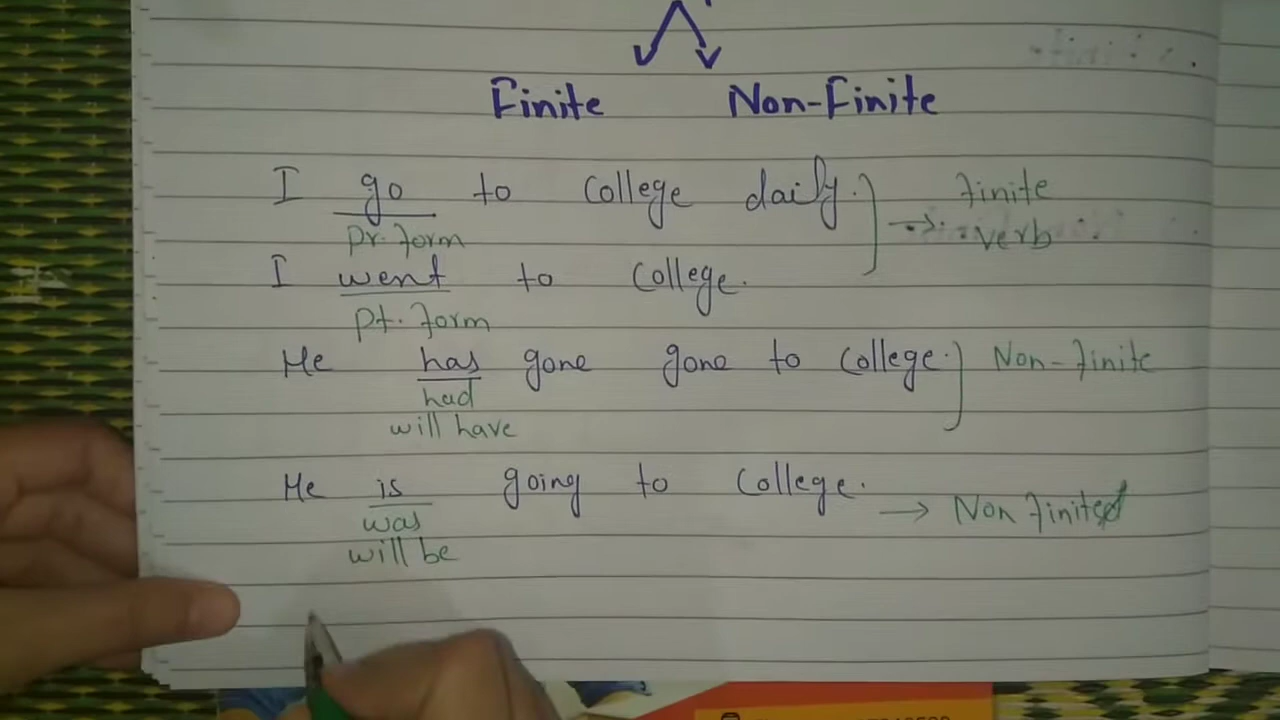 Finite Non-Finite
I go to College daily. → finite
pr. form verb
I went to College.
pt. form
He has gone gone to College. Non-finite
had
will have
He is going to College. → Non finite
was
will be